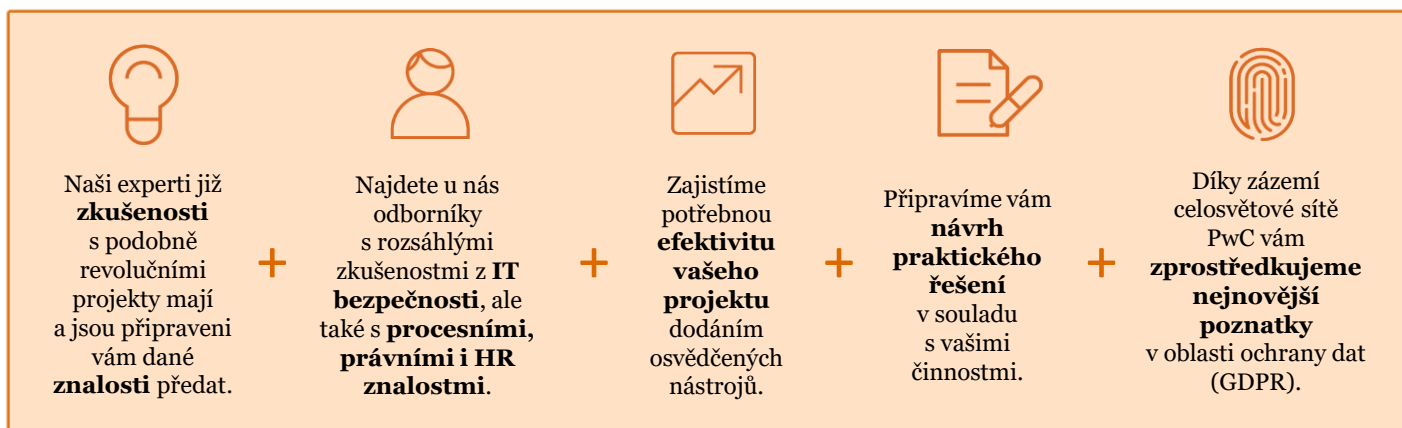 Naši experti již
zkušenosti
s podobně
revolučními
projekty mají
a jsou připraveni
vám dané
znalosti předat.
+
Najdete u nás
odborníky
s rozsáhlými
zkušenostmi z IT
bezpečnosti, ale
také s procesními,
právními i HR
znalostmi.
+
Zajistíme
potřebnou
efektivitu
vašeho
projektu
dodáním
osvědčených
nástrojů.
+
Připravíme vám
návrh
praktického
řešení
v souladu
s vašimi
činnostmi.
+
Díky zázemí
celosvětové sítě
PwC vám
zprostředkujeme
nejnovější
poznatky
v oblasti ochrany dat
(GDPR).